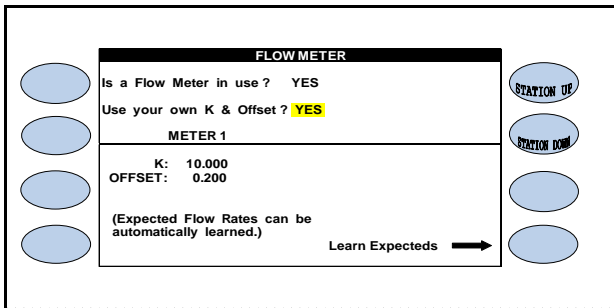 FLOW METER
Is a Flow Meter in use ? YES
Use your own K & Offset ? YES
METER 1
K: 10.000
OFFSET: 0.200
(Expected Flow Rates can be
automatically learned.)
Learn Expecteds
STATION UP
STATION DOWN